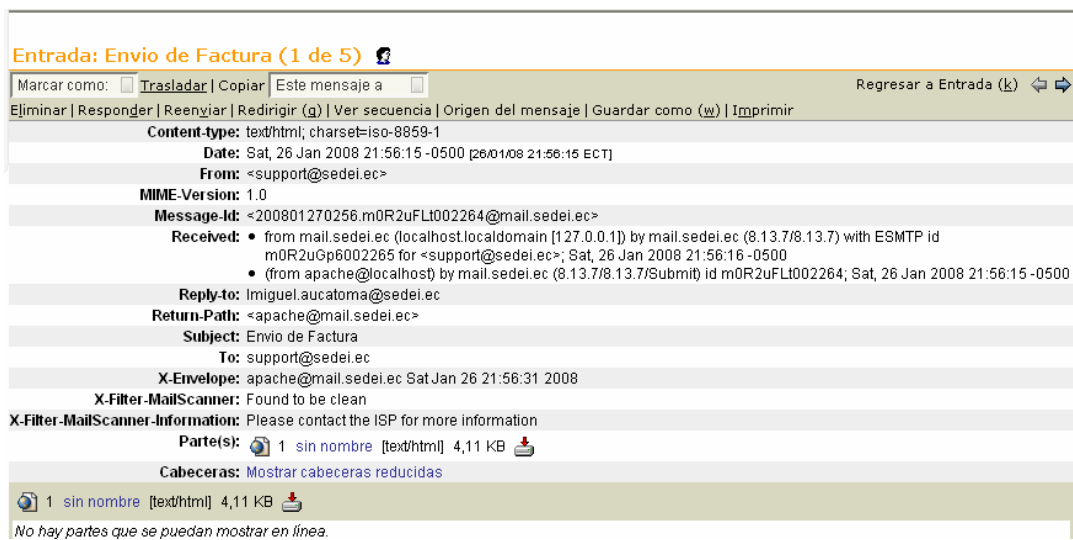 Entrada: Envio de Factura (1 de 5)
Marcar como: Trasladar | Copiar Este mensaje a Regresar a Entrada (k)
Eliminar | Responder | Reenviar | Redirigir (g) | Ver secuencia | Origen del mensaje | Guardar como (w) | Imprimir
Content-type: text/html; charset=iso-8859-1
Date: Sat, 26 Jan 2008 21:56:15 -0500 [26/01/08 21:56:15 ECT]
From: <support@sedei.ec>
MIME-Version: 1.0
Message-Id: <200801270256.m0R2uFLt002264@mail.sedei.ec>
Received: • from mail.sedei.ec (localhost.localdomain [127.0.0.1]) by mail.sedei.ec (8.13.7/8.13.7) with ESMTP id
m0R2uGp6002265 for <support@sedei.ec>; Sat, 26 Jan 2008 21:56:16 -0500
• (from apache@localhost) by mail.sedei.ec (8.13.7/8.13.7/Submit) id m0R2uFLt002264; Sat, 26 Jan 2008 21:56:15 -0500
Reply-to: lmiguel.aucatoma@sedei.ec
Return-Path: <apache@mail.sedei.ec>
Subject: Envio de Factura
To: support@sedei.ec
X-Envelope: apache@mail.sedei.ec Sat Jan 26 21:56:31 2008
X-Filter-MailScanner: Found to be clean
X-Filter-MailScanner-Information: Please contact the ISP for more information
Parte(s): 1 sin nombre [text/html] 4,11 KB
Cabeceras: Mostrar cabeceras reducidas
1 sin nombre [text/html] 4,11 KB
No hay partes que se puedan mostrar en línea.